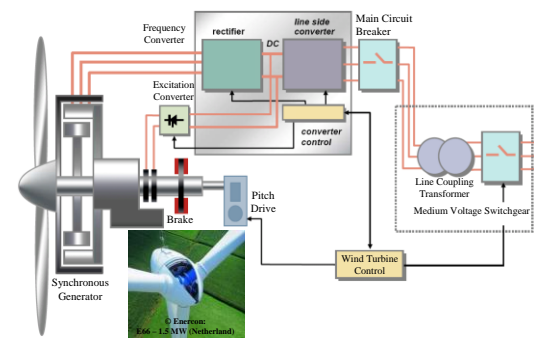 Frequency
Converter
rectifier
DC
line side
converter
Main Circuit
Breaker
Excitation
Converter
converter
control
Line Coupling
Transformer
Medium Voltage Switchgear
Pitch
Drive
Brake
Wind Turbine
Control
Synchronous
Generator
© Enercon:
E66 – 1.5 MW (Netherland)